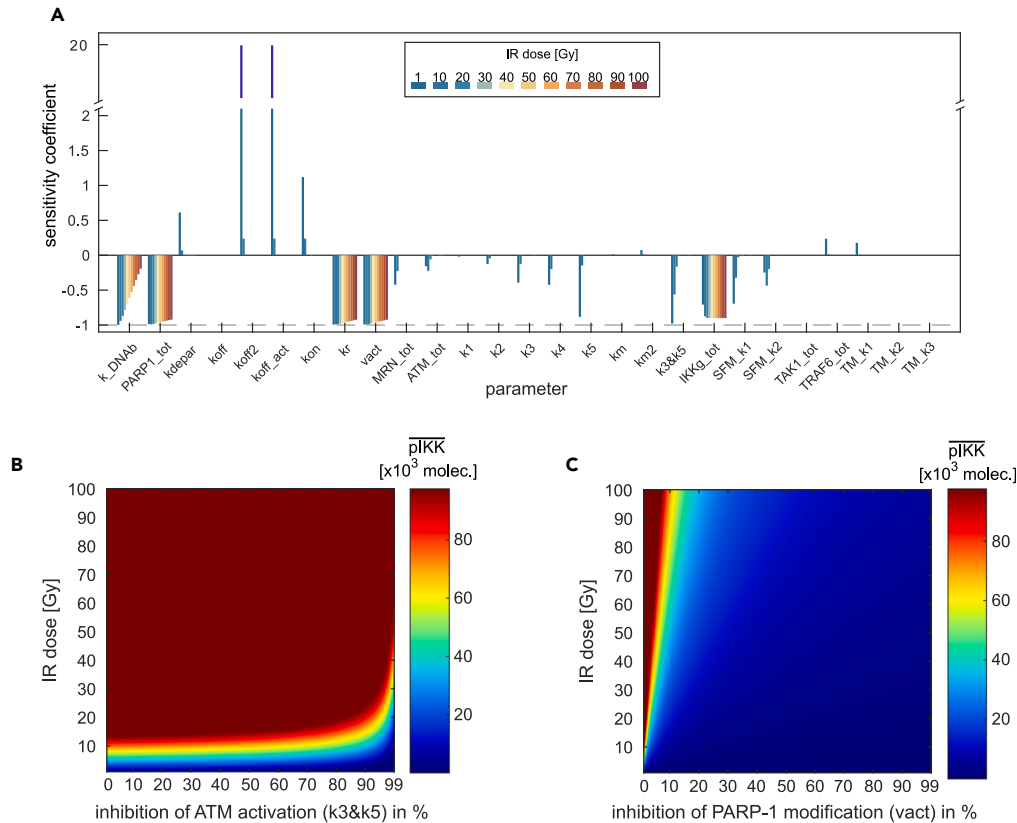 A
20
2
1.5
1
0.5
0
-0.5
-1
sensitivity coefficient
IR dose [Gy]
1 10 20 30 40 50 60 70 80 90 100
k_DNAb
PARP1_tot
kdepar
koff
koff2
koff_act
kon
kr
vact
MRN_tot
ATM_tot
k1
k2
k3
k4
k5
km
km2
k3&k5
IKKg_tot
SFM_k1
SFM_k2
TAK1_tot
TRAF6_tot
TM_k1
TM_k2
TM_k3
parameter
B
pIKK
[x10³ molec.]
100
90
80
70
60
50
40
30
20
10
IR dose [Gy]
0 10 20 30 40 50 60 70 80 90 99
inhibition of ATM activation (k3&k5) in %
80
60
40
20
C
pIKK
[x10³ molec.]
100
90
80
70
60
50
40
30
20
10
IR dose [Gy]
0 10 20 30 40 50 60 70 80 90 99
inhibition of PARP-1 modification (vact) in %
80
60
40
20